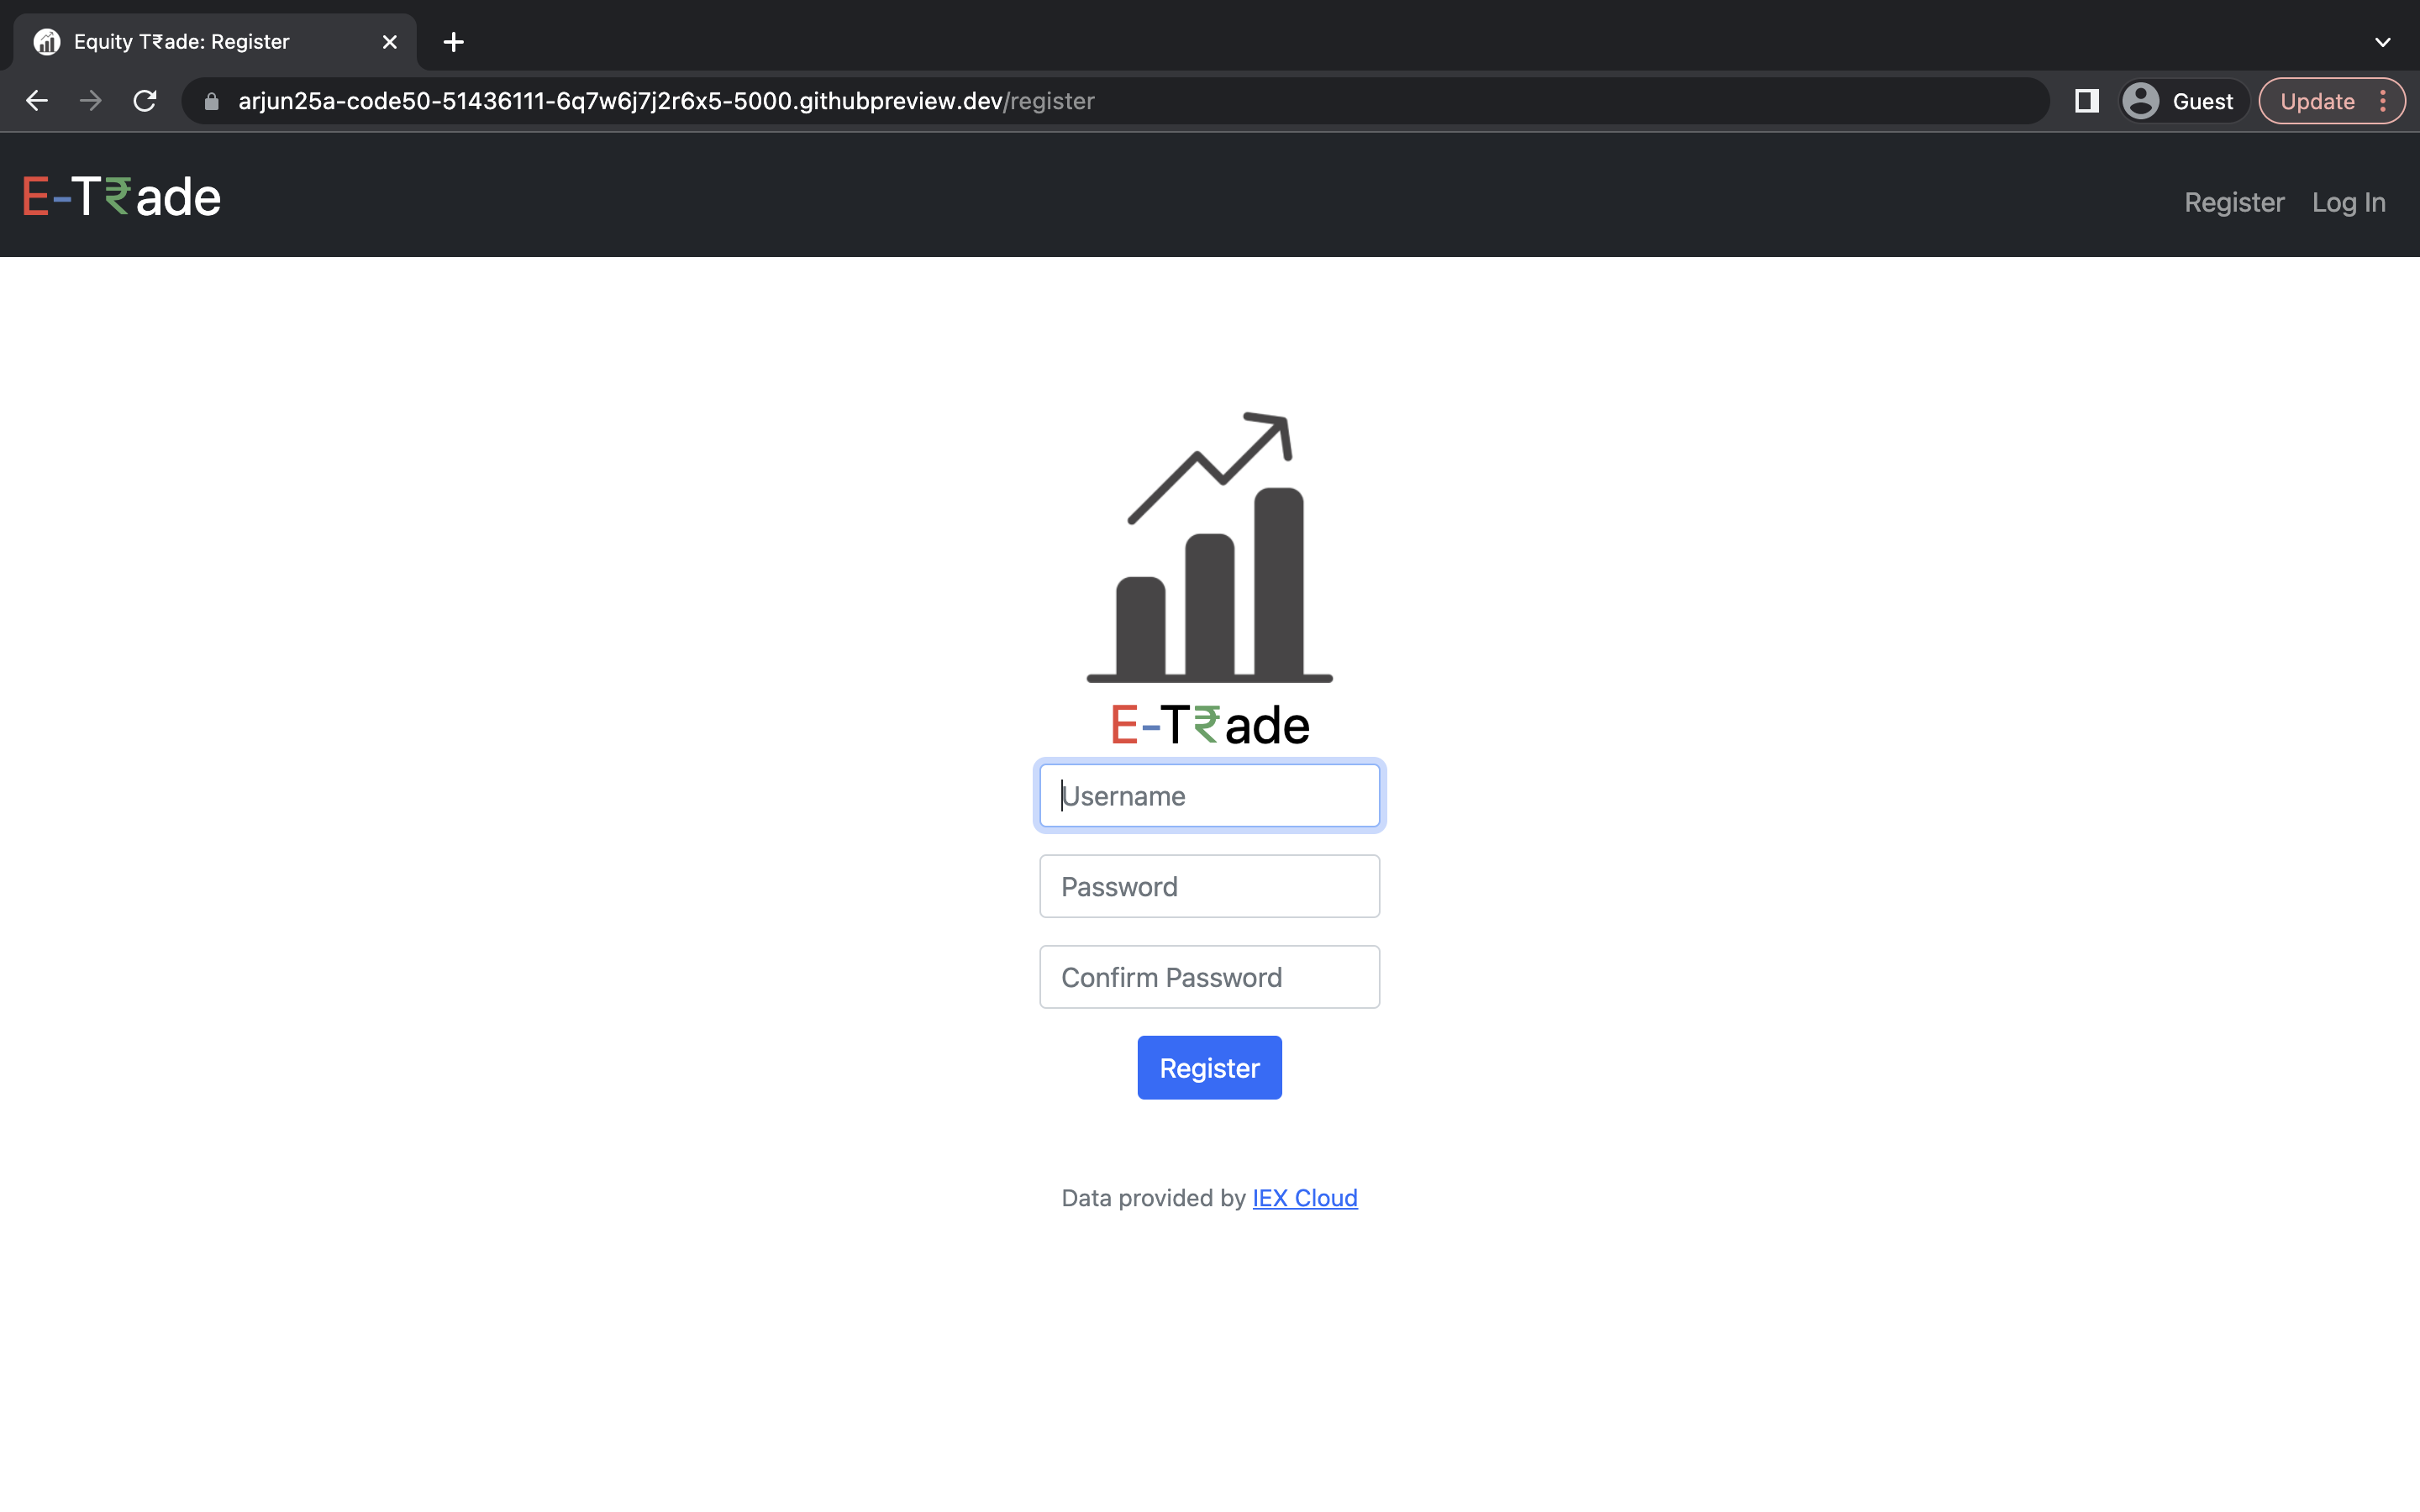 Equity T₹ade: Register
arjun25a-code50-51436111-6q7w6j7j2r6x5-5000.githubpreview.dev/register
Guest
Update
E-T₹ade
Register
Log In
E-T₹ade
Username
Password
Confirm Password
Register
Data provided by IEX Cloud